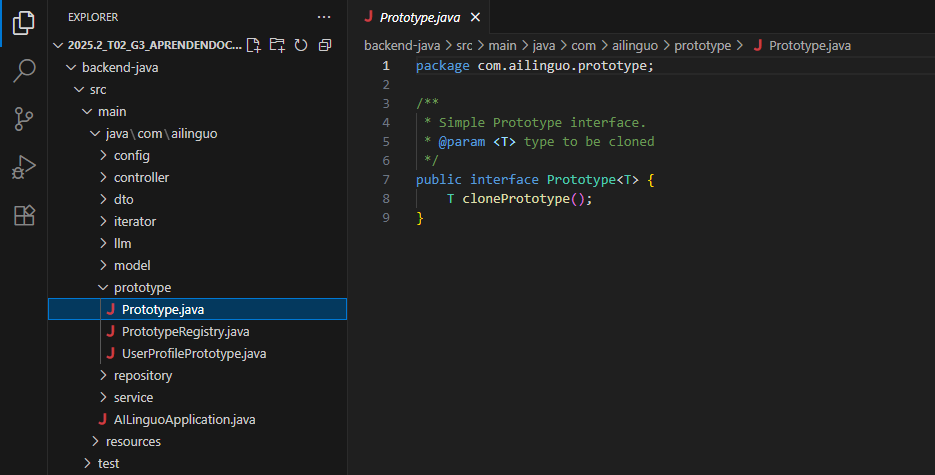 EXPLORER
2025.2_T02_G3_APRENDENDOC...
backend-java
src
main
java\com\ailinguo
config
controller
dto
iterator
llm
model
prototype
Prototype.java
PrototypeRegistry.java
UserProfilePrototype.java
repository
service
AILinguoApplication.java
resources
test
Prototype.java
backend-java > src > main > java > com > ailinguo > prototype > Prototype.java
1 package com.ailinguo.prototype;
2
3 /**
4 * Simple Prototype interface.
5 * @param <T> type to be cloned
6 */
7 public interface Prototype<T> {
8 T clonePrototype();
9 }